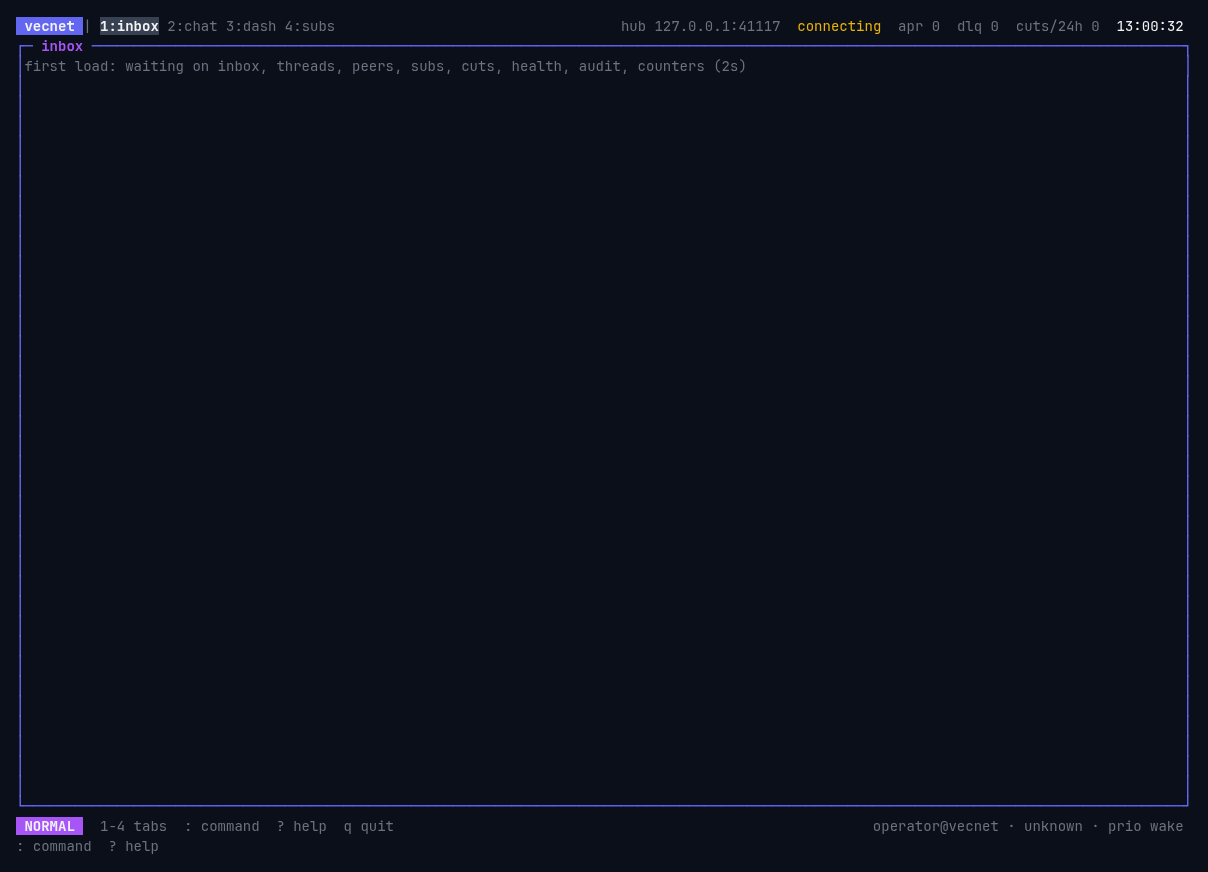 vecnet | 1:inbox 2:chat 3:dash 4:subs hub 127.0.0.1:41117 connecting apr 0 dlq 0 cuts/24h 0 13:00:32
inbox
first load: waiting on inbox, threads, peers, subs, cuts, health, audit, counters (2s)
NORMAL 1-4 tabs : command ? help q quit operator@vecnet · unknown · prio wake
: command ? help